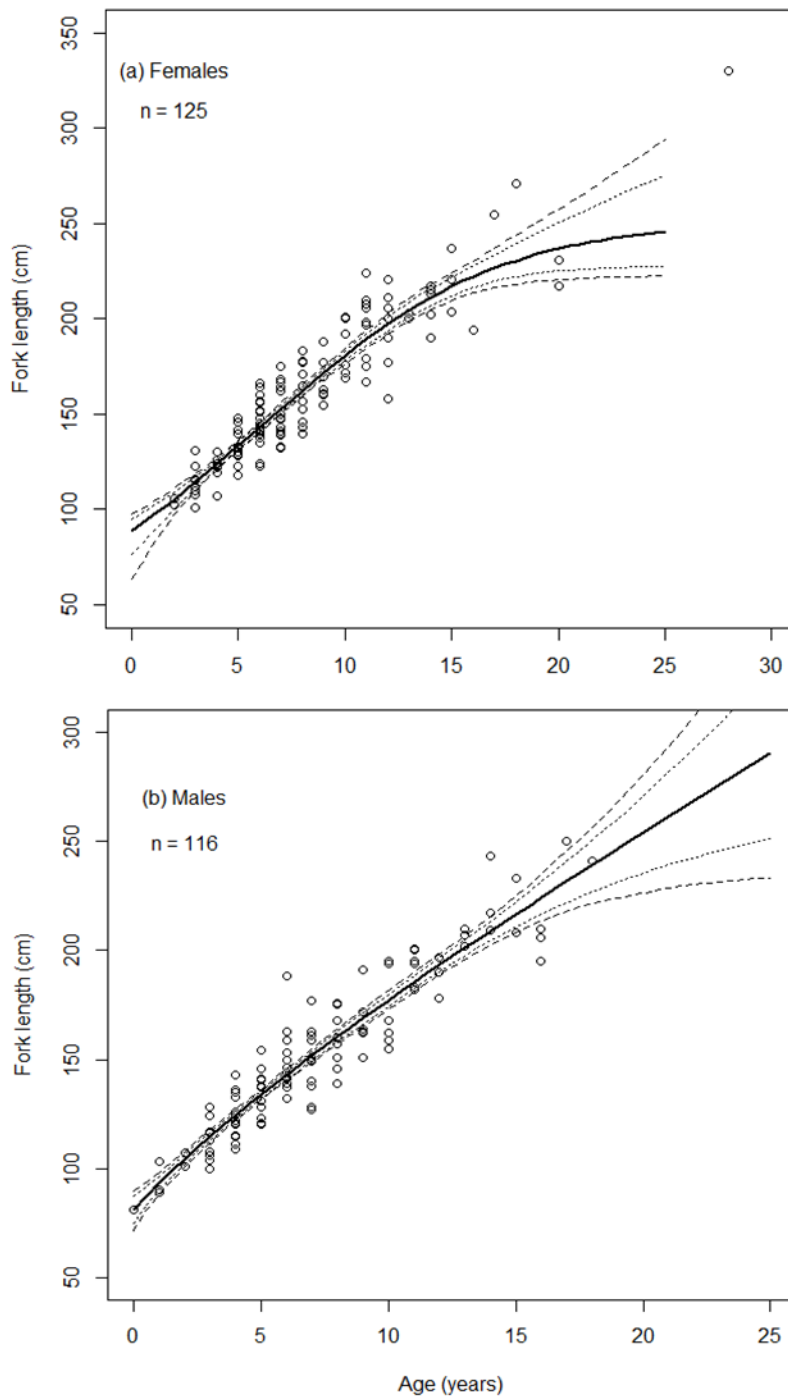 350
(a) Females
300
n = 125
250
Fork length (cm)
200
150
100
50
0 5 10 15 20 25 30
300
(b) Males
250
n = 116
200
Fork length (cm)
150
100
50
0 5 10 15 20 25
Age (years)